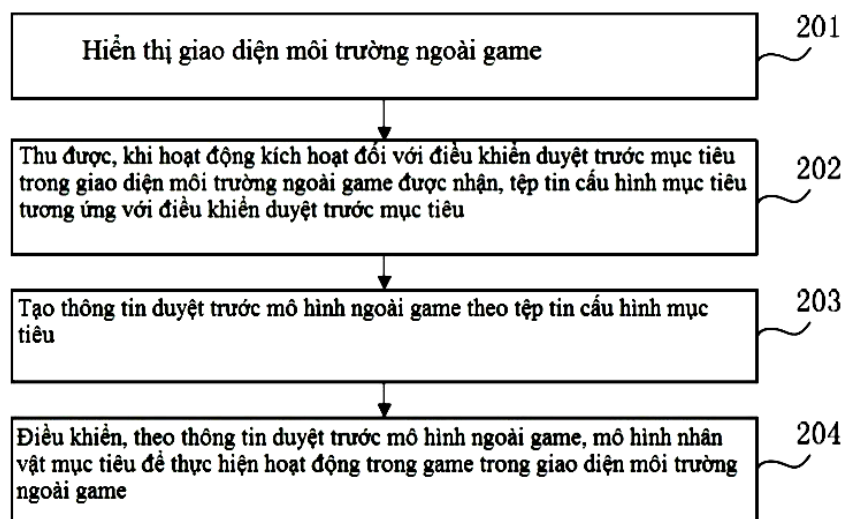 Hiển thị giao diện môi trường ngoài game
201
Thu được, khi hoạt động kích hoạt đối với điều khiển duyệt trước mục tiêu
trong giao diện môi trường ngoài game được nhận, tệp tin cấu hình mục tiêu
tương ứng với điều khiển duyệt trước mục tiêu
202
Tạo thông tin duyệt trước mô hình ngoài game theo tệp tin cấu hình mục
tiêu
203
Điều khiển, theo thông tin duyệt trước mô hình ngoài game, mô hình nhân
vật mục tiêu để thực hiện hoạt động trong game trong giao diện môi trường
ngoài game
204